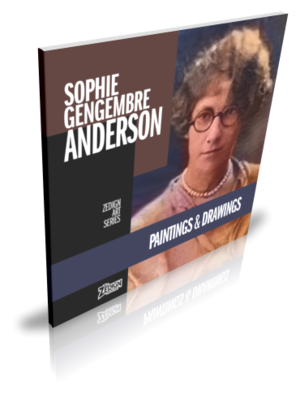 SOPHIE
GENGEMBRE
ANDERSON
ZEDIGN
ART
SERIES
PAINTINGS & DRAWINGS
ZEDIGN